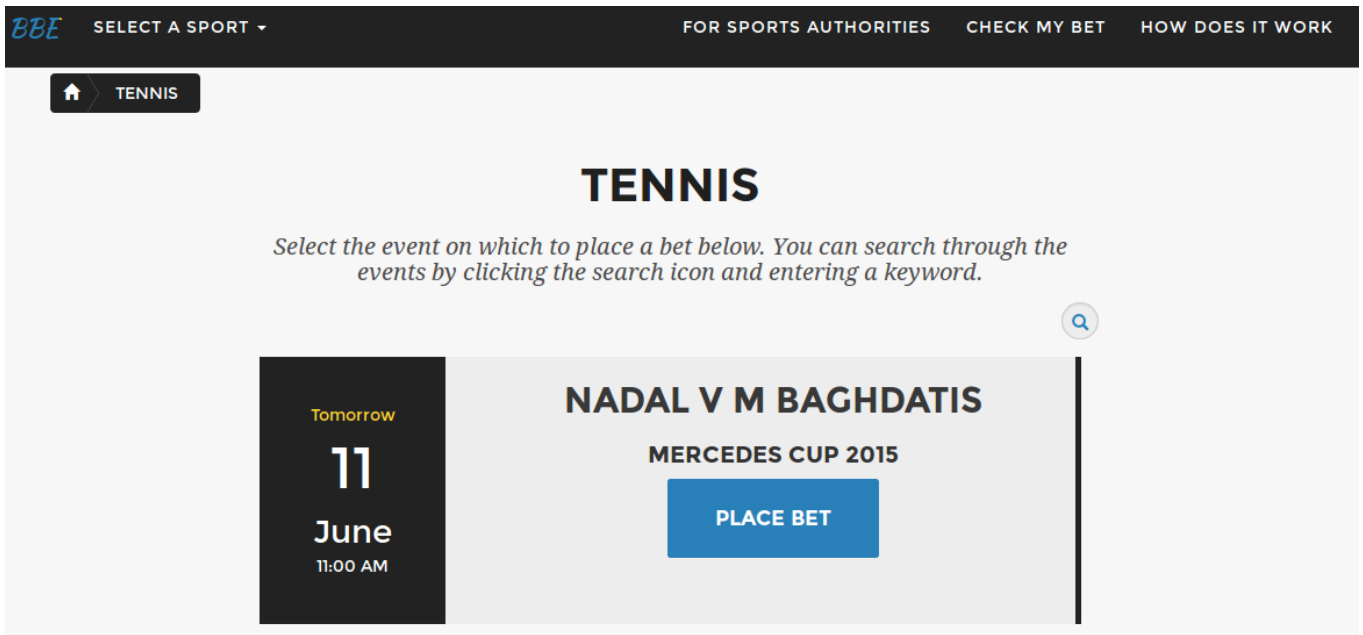 BBE SELECT A SPORT FOR SPORTS AUTHORITIES CHECK MY BET HOW DOES IT WORK
TENNIS
TENNIS
Select the event on which to place a bet below. You can search through the
events by clicking the search icon and entering a keyword.
Tomorrow
11
June
11:00 AM
NADAL V M BAGHDATIS
MERCEDES CUP 2015
PLACE BET